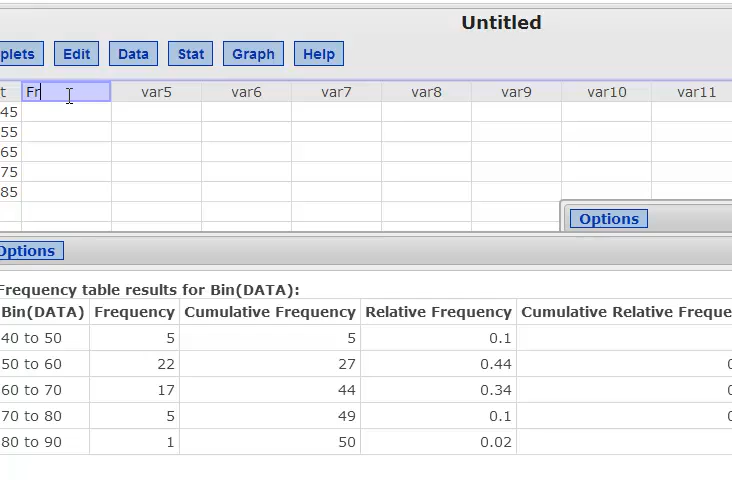 Untitled
plets Edit Data Stat Graph Help
t Fr var5 var6 var7 var8 var9 var10 var11
45
55
65
75
85
Options
Options
Frequency table results for Bin(DATA):
Bin(DATA) Frequency Cumulative Frequency Relative Frequency Cumulative Relative Freque
40 to 50 5 5 0.1
50 to 60 22 27 0.44 0
60 to 70 17 44 0.34 0
70 to 80 5 49 0.1 0
80 to 90 1 50 0.02